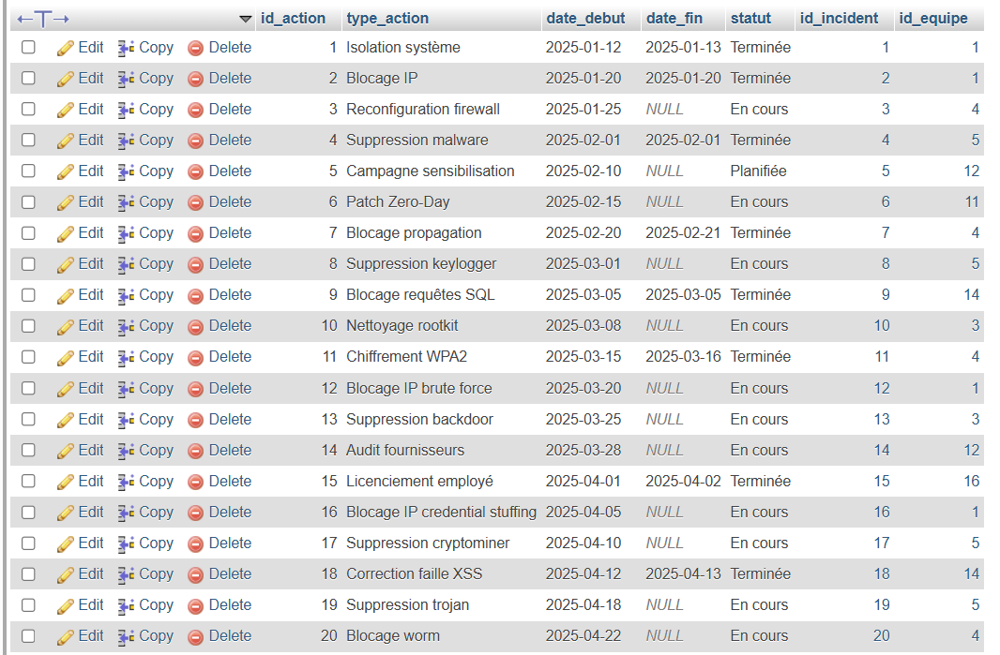 ←T→ id_action type_action date_debut date_fin statut id_incident id_equipe
Edit Copy Delete 1 Isolation système 2025-01-12 2025-01-13 Terminée 1 1
Edit Copy Delete 2 Blocage IP 2025-01-20 2025-01-20 Terminée 2 1
Edit Copy Delete 3 Reconfiguration firewall 2025-01-25 NULL En cours 3 4
Edit Copy Delete 4 Suppression malware 2025-02-01 2025-02-01 Terminée 4 5
Edit Copy Delete 5 Campagne sensibilisation 2025-02-10 NULL Planifiée 5 12
Edit Copy Delete 6 Patch Zero-Day 2025-02-15 NULL En cours 6 11
Edit Copy Delete 7 Blocage propagation 2025-02-20 2025-02-21 Terminée 7 4
Edit Copy Delete 8 Suppression keylogger 2025-03-01 NULL En cours 8 5
Edit Copy Delete 9 Blocage requêtes SQL 2025-03-05 2025-03-05 Terminée 9 14
Edit Copy Delete 10 Nettoyage rootkit 2025-03-08 NULL En cours 10 3
Edit Copy Delete 11 Chiffrement WPA2 2025-03-15 2025-03-16 Terminée 11 4
Edit Copy Delete 12 Blocage IP brute force 2025-03-20 NULL En cours 12 1
Edit Copy Delete 13 Suppression backdoor 2025-03-25 NULL En cours 13 3
Edit Copy Delete 14 Audit fournisseurs 2025-03-28 NULL En cours 14 12
Edit Copy Delete 15 Licenciement employé 2025-04-01 2025-04-02 Terminée 15 16
Edit Copy Delete 16 Blocage IP credential stuffing 2025-04-05 NULL En cours 16 1
Edit Copy Delete 17 Suppression cryptominer 2025-04-10 NULL En cours 17 5
Edit Copy Delete 18 Correction faille XSS 2025-04-12 2025-04-13 Terminée 18 14
Edit Copy Delete 19 Suppression trojan 2025-04-18 NULL En cours 19 5
Edit Copy Delete 20 Blocage worm 2025-04-22 NULL En cours 20 4